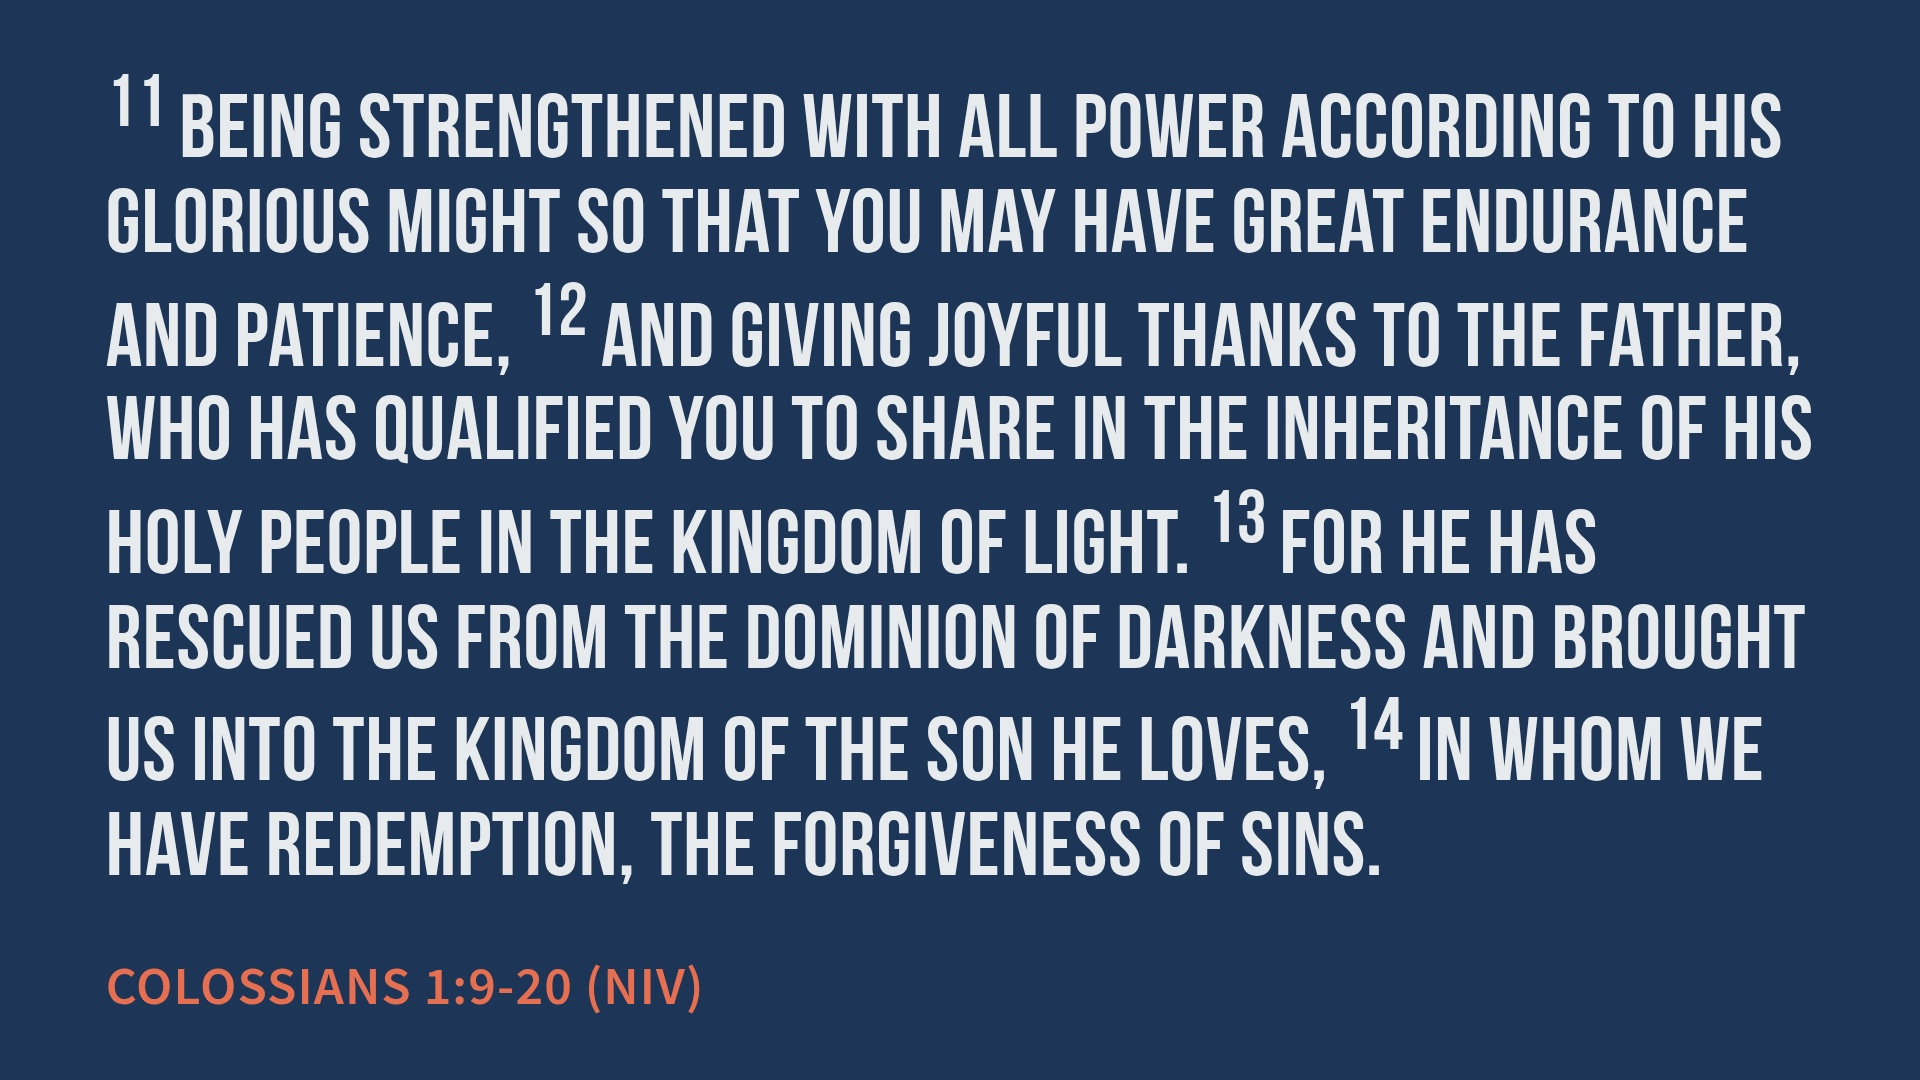 11 BEING STRENGTHENED WITH ALL POWER ACCORDING TO HIS
GLORIOUS MIGHT SO THAT YOU MAY HAVE GREAT ENDURANCE
AND PATIENCE, 12 AND GIVING JOYFUL THANKS TO THE FATHER,
WHO HAS QUALIFIED YOU TO SHARE IN THE INHERITANCE OF HIS
HOLY PEOPLE IN THE KINGDOM OF LIGHT. 13 FOR HE HAS
RESCUED US FROM THE DOMINION OF DARKNESS AND BROUGHT
US INTO THE KINGDOM OF THE SON HE LOVES, 14 IN WHOM WE
HAVE REDEMPTION, THE FORGIVENESS OF SINS.
COLOSSIANS 1:9-20 (NIV)